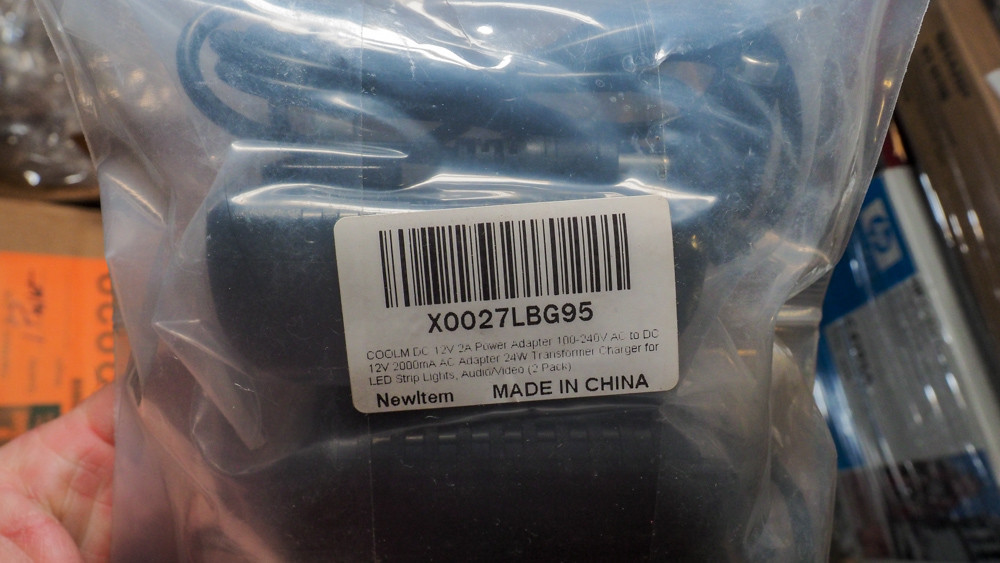 X0027LBG95
COOLM DC 12V 2A Power Adapter 100-240V AC to DC
12V 2000mA AC Adapter 24W Transformer Charger for
LED Strip Lights, Audio/Video (2 Pack)
NewItem MADE IN CHINA
hp